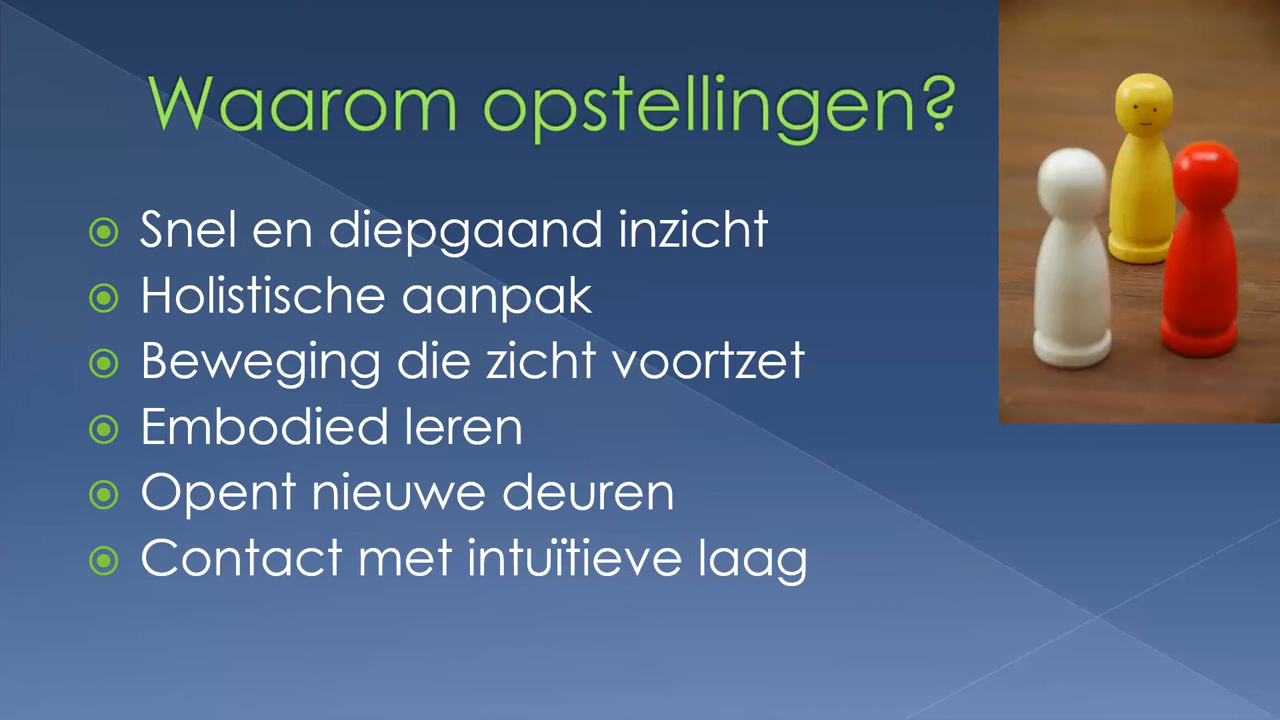 Waarom opstellingen?
Snel en diepgaand inzicht
Holistische aanpak
Beweging die zicht voortzet
Embodied leren
Opent nieuwe deuren
Contact met intuïtieve laag